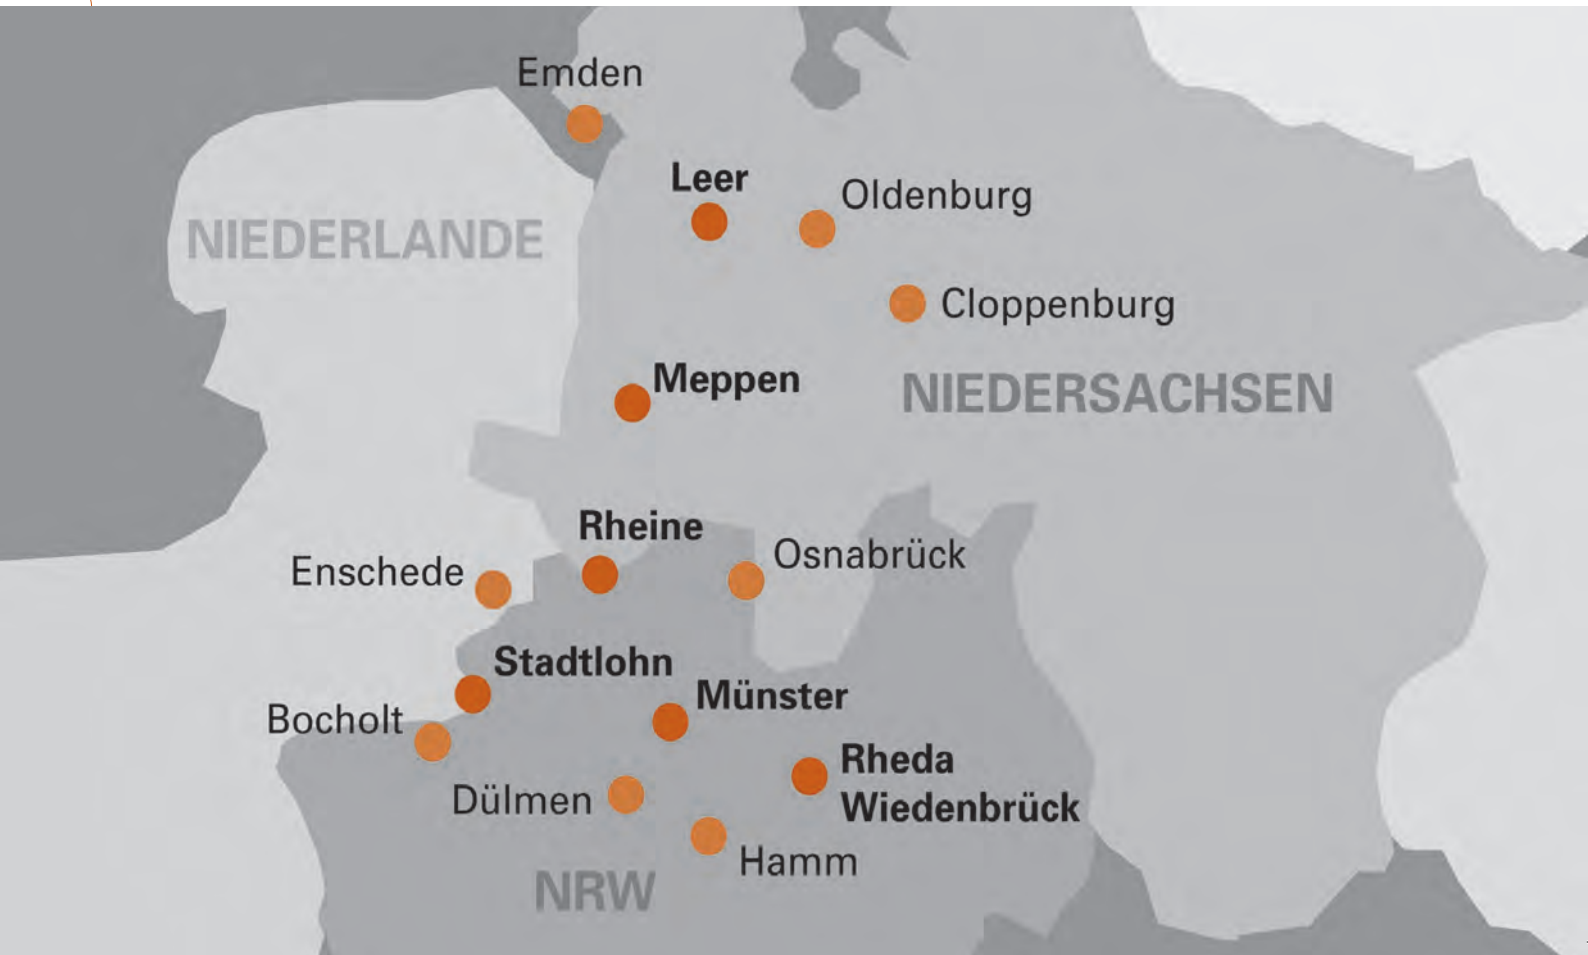 Emden
Leer
Oldenburg
NIEDERLANDE
Cloppenburg
Meppen
NIEDERSACHSEN
Rheine
Osnabrück
Enschede
Stadtlohn
Münster
Bocholt
Rheda
Wiedenbrück
Dülmen
Hamm
NRW